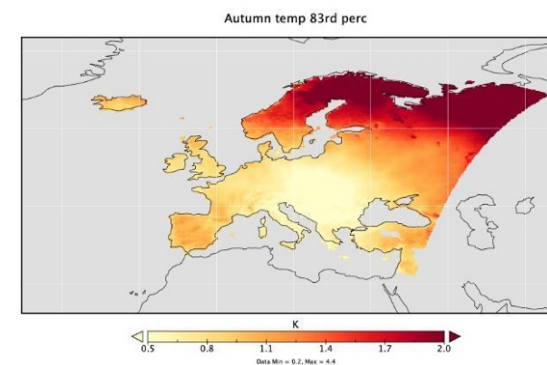 Autumn temp 83rd perc
K
0.5 0.8 1.1 1.4 1.7 2.0
Data Min = 0.2, Max = 4.4